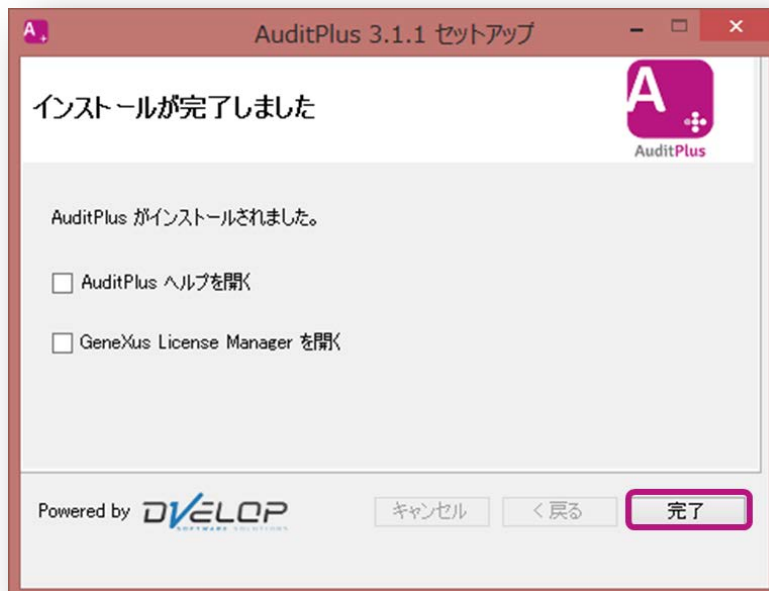 A+
AuditPlus 3.1.1 セットアップ
インストールが完了しました
A
AuditPlus
AuditPlus がインストールされました。
AuditPlus ヘルプを開く
GeneXus License Manager を開く
Powered by DVELOP
SOFTWARE SOLUTIONS
キャンセル
< 戻る
完了